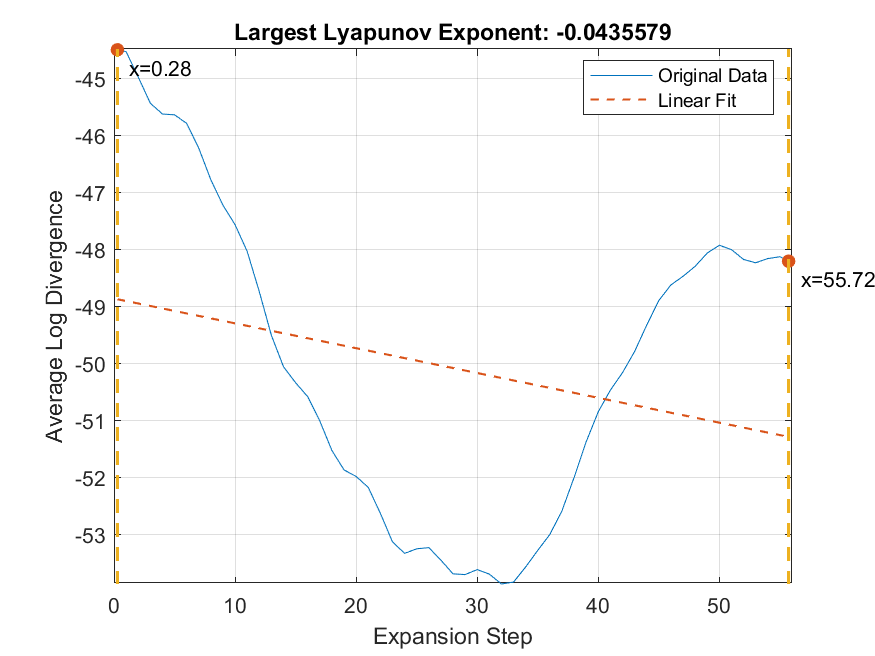 Largest Lyapunov Exponent: -0.0435579
x=0.28
Original Data
Linear Fit
x=55.72
Average Log Divergence
-45
-46
-47
-48
-49
-50
-51
-52
-53
0 10 20 30 40 50
Expansion Step